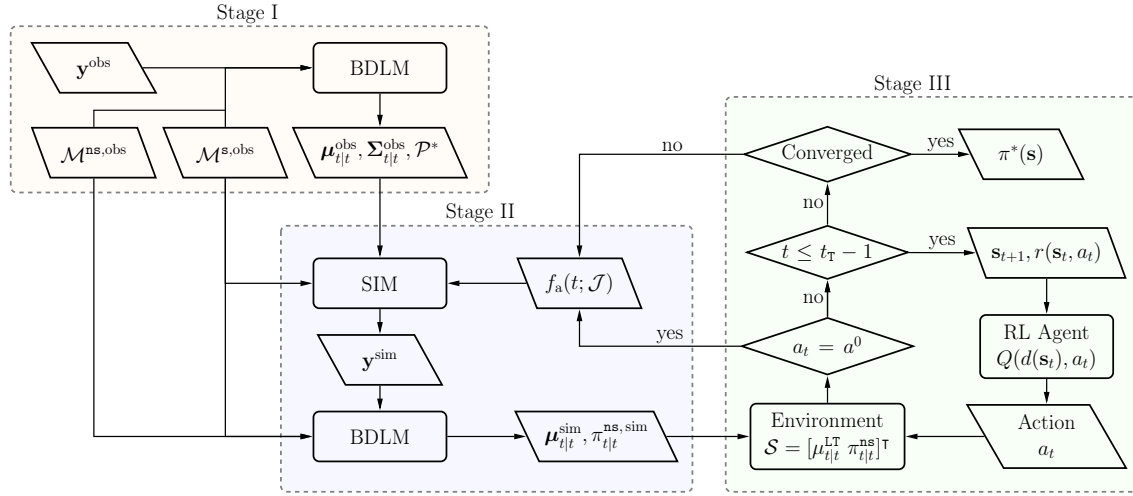 Stage I
y^obs
BDLM
ℳ^ns,obs
ℳ^s,obs
μ^obs_t|t, Σ^obs_t|t, 𝒫*
Stage II
SIM
f_a(t; 𝒥)
y^sim
BDLM
μ^sim_t|t, π^ns,sim_t|t
Stage III
no
Converged
yes
π*(s)
no
t ≤ t_T − 1
yes
s_t+1, r(s_t, a_t)
no
yes
a_t = a^0
RL Agent
Q(d(s_t), a_t)
Environment
𝒮 = [μ^LT_t|t π^ns_t|t]^⊺
Action
a_t